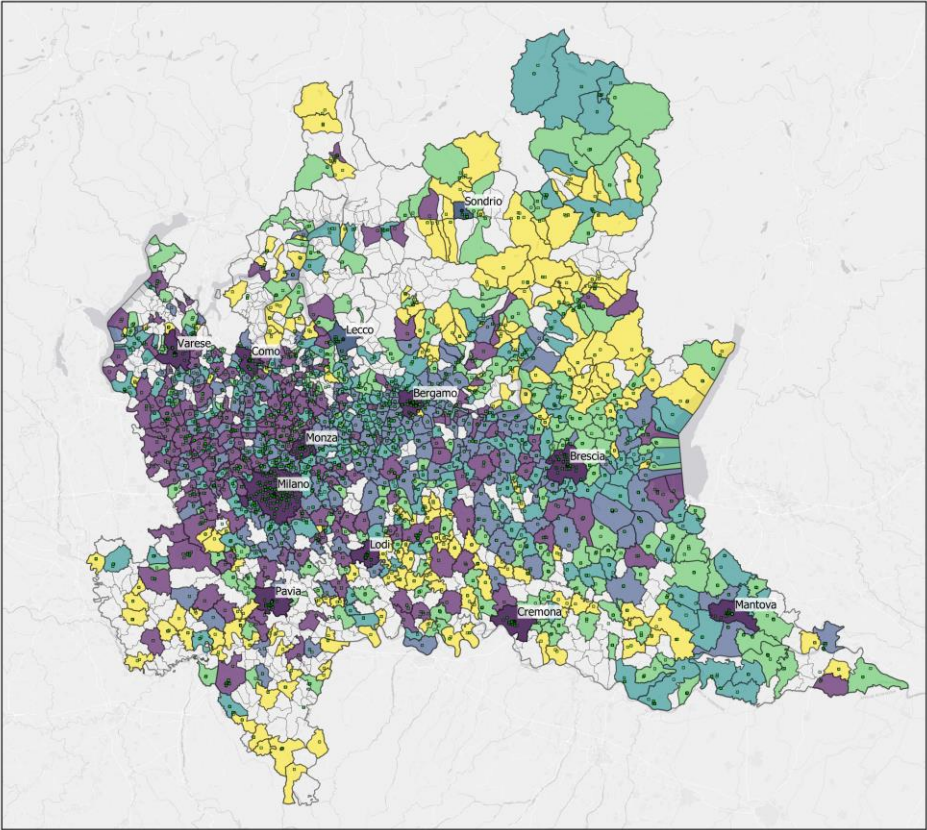 Sondrio
Lecco
Varese
Como
Bergamo
Monza
Brescia
Milano
Lodi
Pavia
Cremona
Mantova